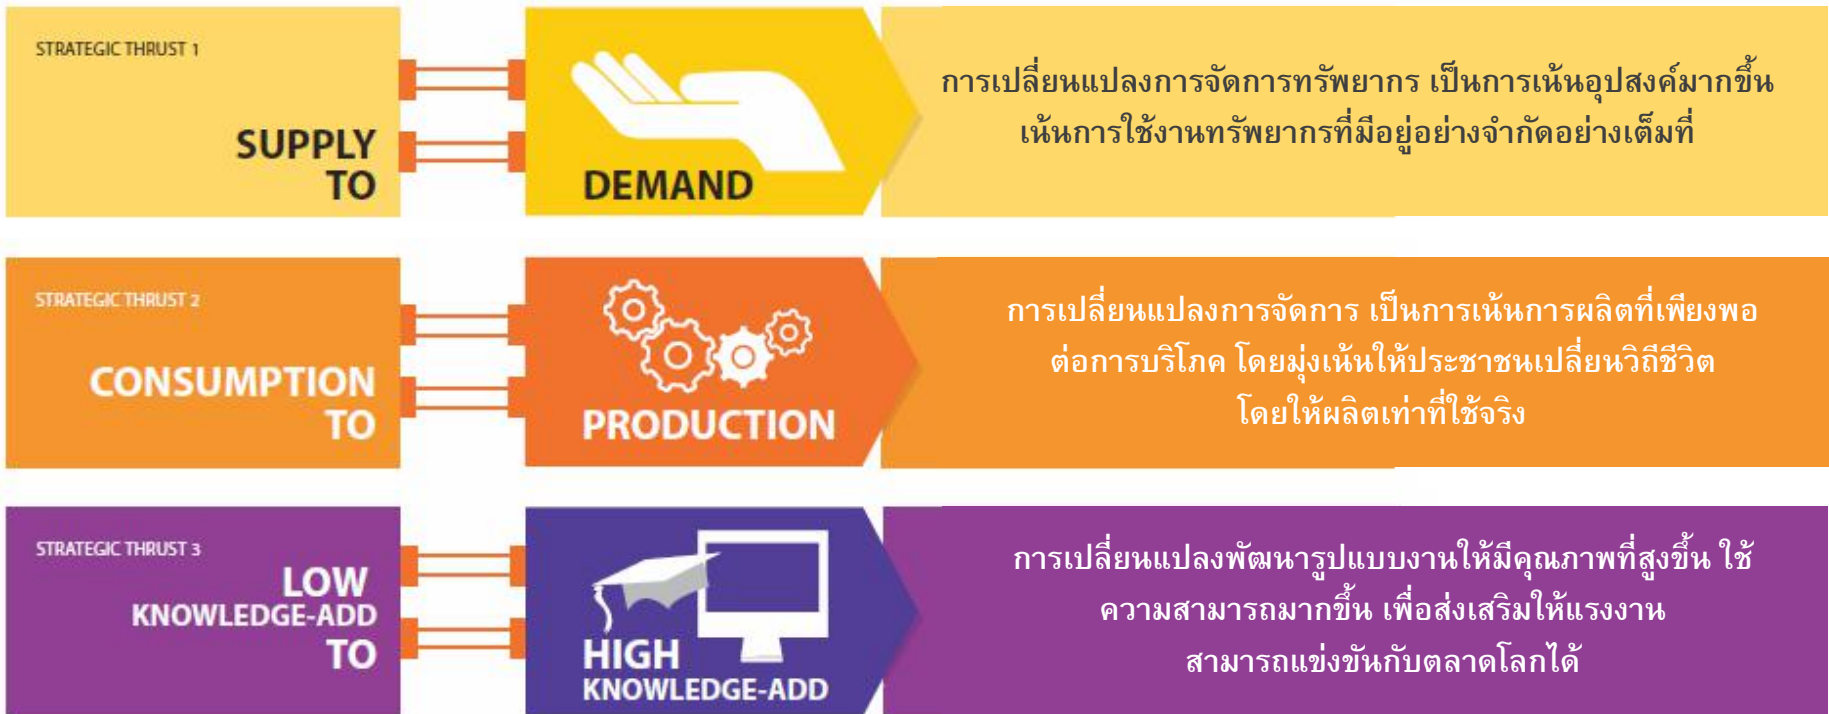 STRATEGIC THRUST 1
SUPPLY
TO
DEMAND
การเปลี่ยนแปลงการจัดการทรัพยากร เป็นการเน้นอุปสงค์มากขึ้น
เน้นการใช้งานทรัพยากรที่มีอยู่อย่างจำกัดอย่างเต็มที่
STRATEGIC THRUST 2
CONSUMPTION
TO
PRODUCTION
การเปลี่ยนแปลงการจัดการ เป็นการเน้นการผลิตที่เพียงพอ
ต่อการบริโภค โดยมุ่งเน้นให้ประชาชนเปลี่ยนวิถีชีวิต
โดยให้ผลิตเท่าที่ใช้จริง
STRATEGIC THRUST 3
LOW
KNOWLEDGE-ADD
TO
HIGH
KNOWLEDGE-ADD
การเปลี่ยนแปลงพัฒนารูปแบบงานให้มีคุณภาพที่สูงขึ้น ใช้
ความสามารถมากขึ้น เพื่อส่งเสริมให้แรงงาน
สามารถแข่งขันกับตลาดโลกได้